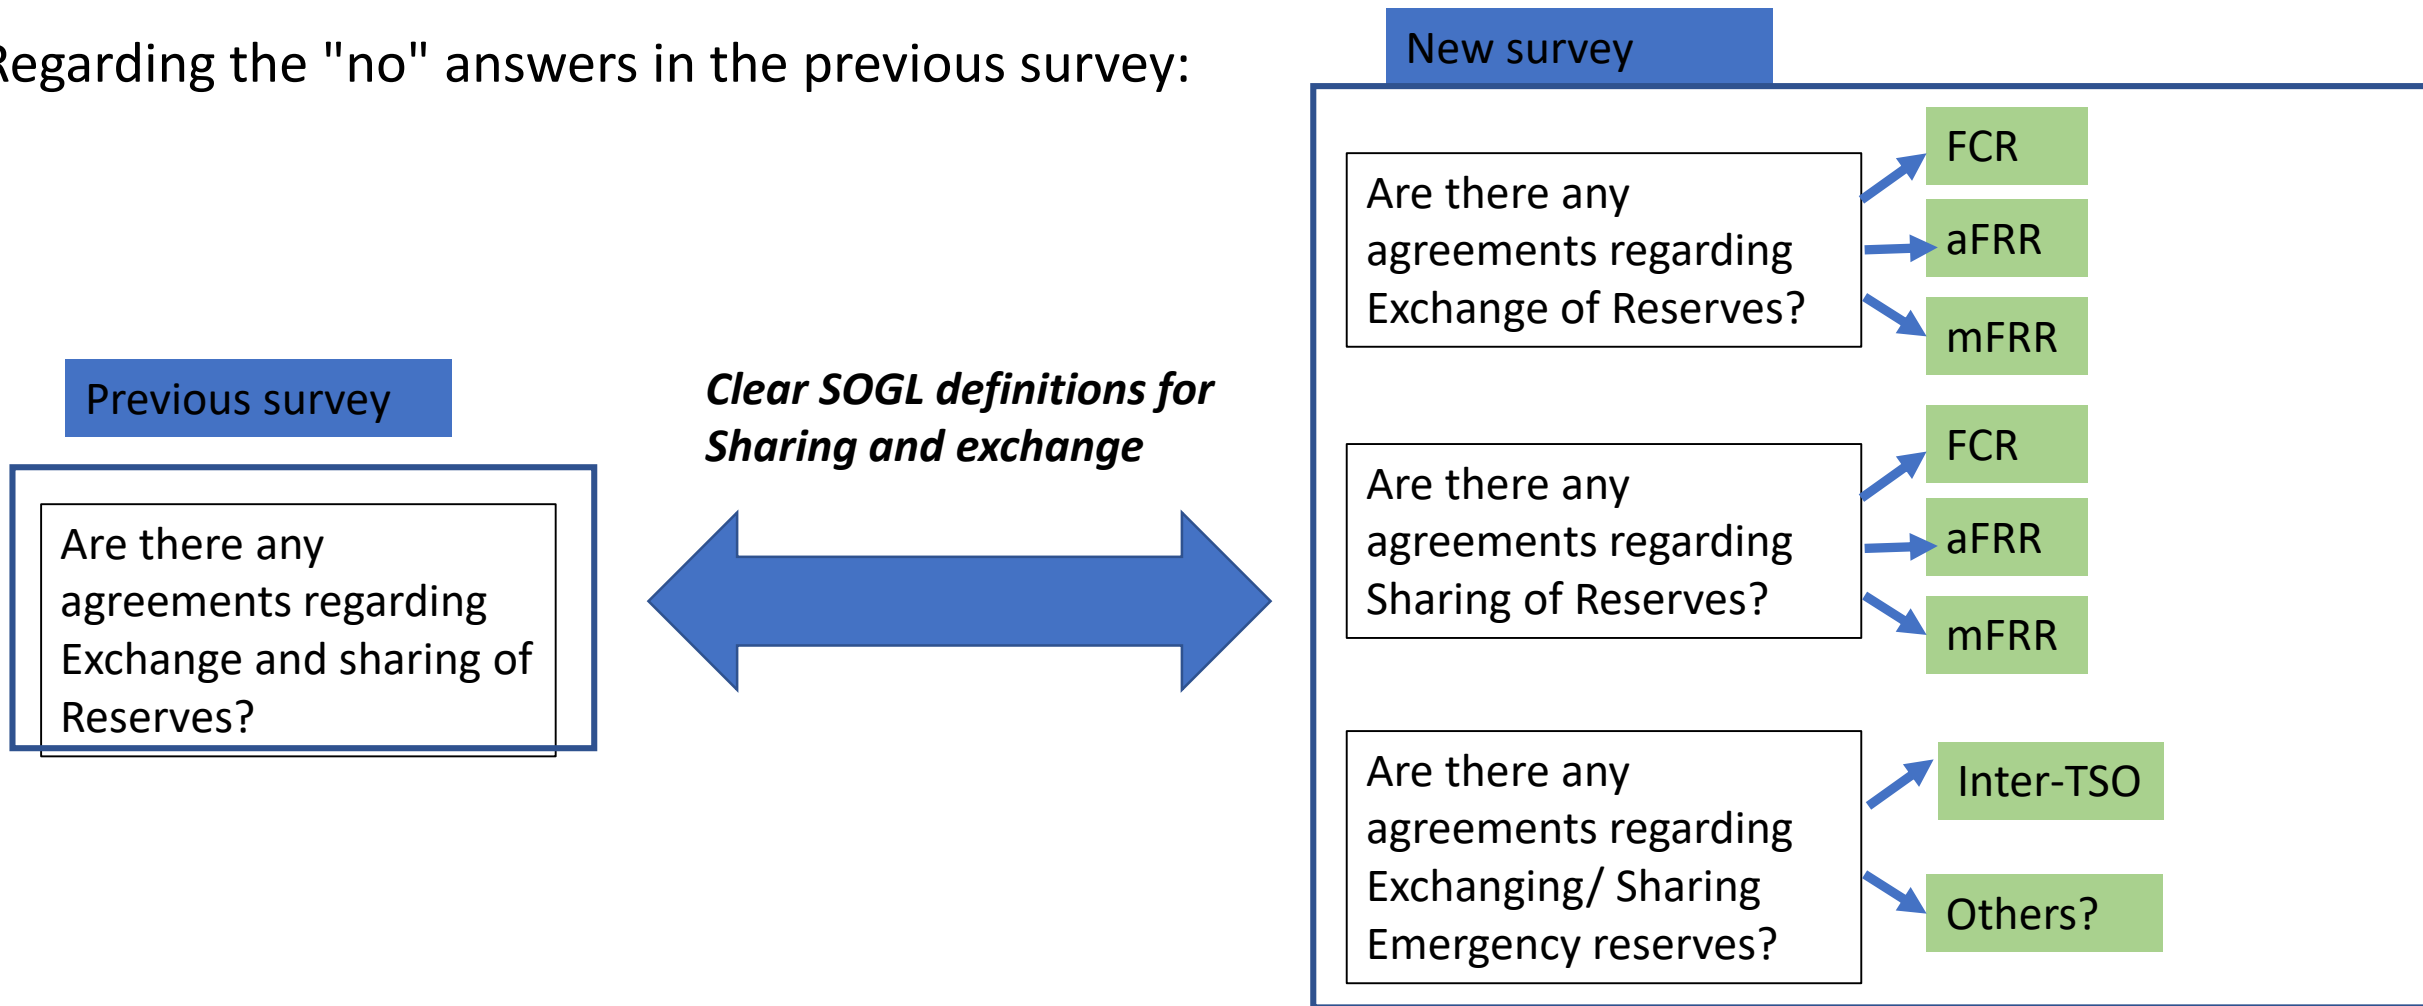 Regarding the "no" answers in the previous survey:
Previous survey
Are there any
agreements regarding
Exchange and sharing of
Reserves?
Clear SOGL definitions for
Sharing and exchange
New survey
Are there any
agreements regarding
Exchange of Reserves?
FCR
aFRR
mFRR
Are there any
agreements regarding
Sharing of Reserves?
FCR
aFRR
mFRR
Are there any
agreements regarding
Exchanging/ Sharing
Emergency reserves?
Inter-TSO
Others?